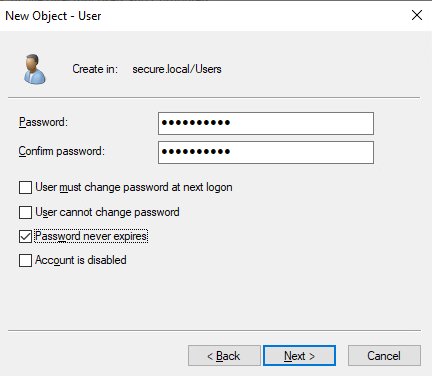 New Object - User
Create in: secure.local/Users
Password: ●●●●●●●●●●
Confirm password: ●●●●●●●●●●
User must change password at next logon
User cannot change password
Password never expires
Account is disabled
< Back Next > Cancel